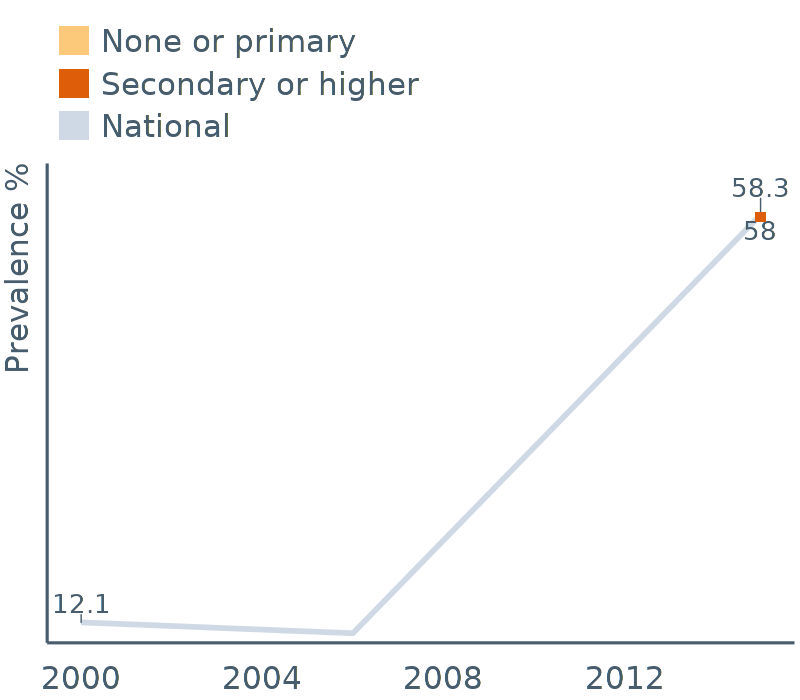 None or primary
Secondary or higher
National
Prevalence %
58.3
58
12.1
2000 2004 2008 2012